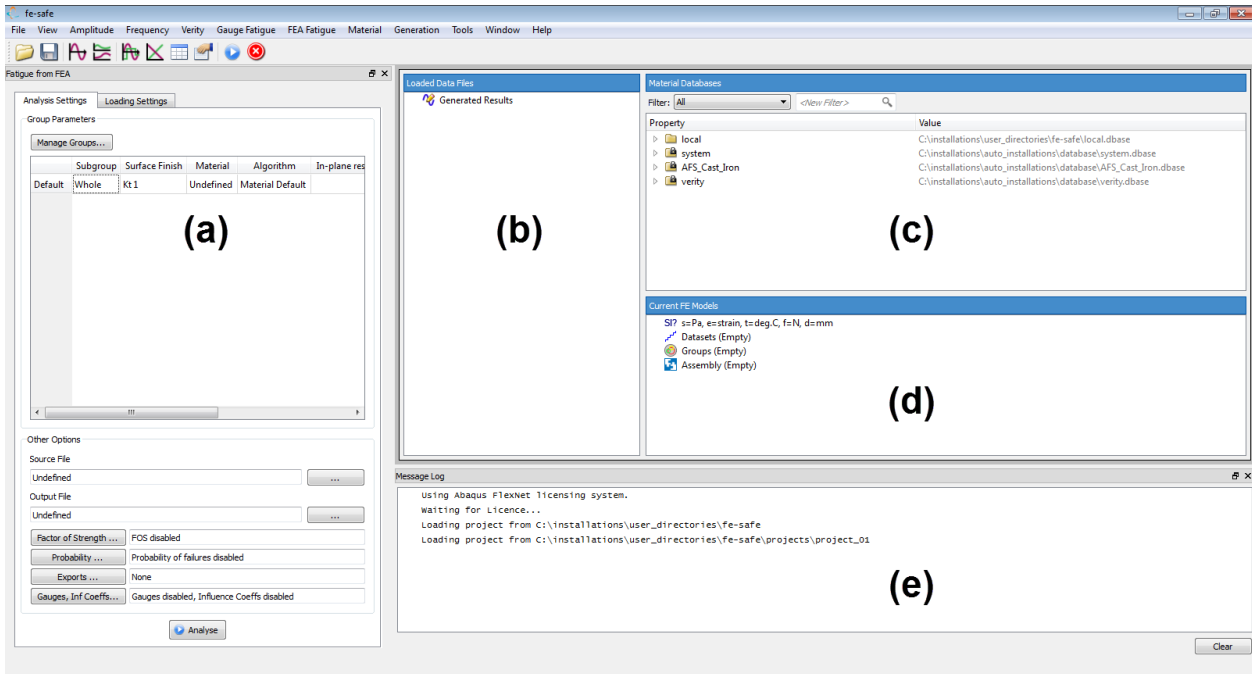 fe-safe
File View Amplitude Frequency Verity Gauge Fatigue FEA Fatigue Material Generation Tools Window Help
Fatigue from FEA
Analysis Settings Loading Settings
Group Parameters
Manage Groups...
Subgroup Surface Finish Material Algorithm In-plane res
Default Whole Kt 1 Undefined Material Default
(a)
Other Options
Source File
Undefined ...
Output File
Undefined ...
Factor of Strength ... FOS disabled
Probability ... Probability of failures disabled
Exports ... None
Gauges, Inf Coeffs... Gauges disabled, Influence Coeffs disabled
Analyse
Loaded Data Files
Generated Results
(b)
Material Databases
Filter: All <New Filter>
Property Value
local C:\installations\user_directories\fe-safe\local.dbase
system C:\installations\auto_installations\database\system.dbase
AFS_Cast_Iron C:\installations\auto_installations\database\AFS_Cast_Iron.dbase
verity C:\installations\auto_installations\database\verity.dbase
(c)
Current FE Models
SI? s=Pa, e=strain, t=deg.C, f=N, d=mm
Datasets (Empty)
Groups (Empty)
Assembly (Empty)
(d)
Message Log
Using Abaqus FlexNet licensing system.
Waiting for Licence...
Loading project from C:\installations\user_directories\fe-safe
Loading project from C:\installations\user_directories\fe-safe\projects\project_01
(e)
Clear